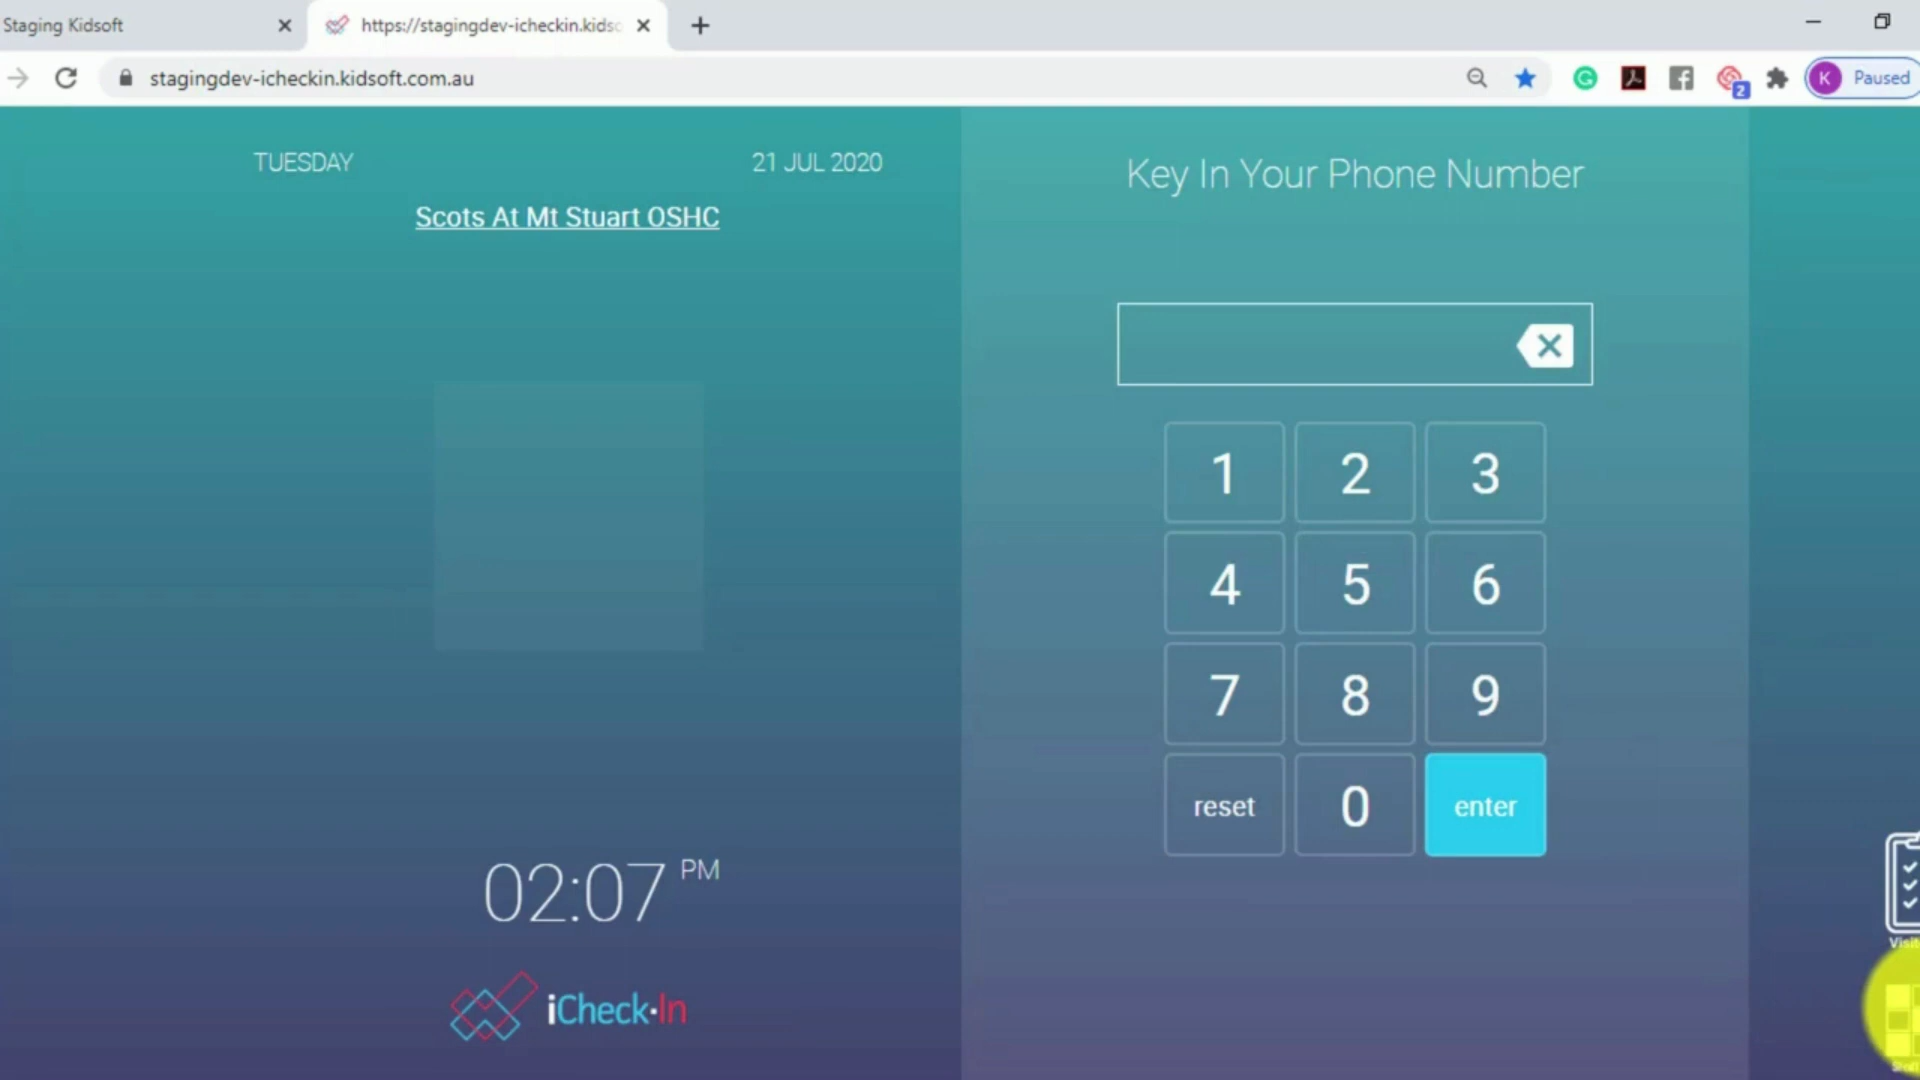 Staging Kidsoft
https://stagingdev-icheckin.kidsc
stagingdev-icheckin.kidsoft.com.au
2
K
Paused
TUESDAY
21 JUL 2020
Scots At Mt Stuart OSHC
Key In Your Phone Number
1 2 3
4 5 6
7 8 9
reset 0 enter
02:07 PM
iCheck·In